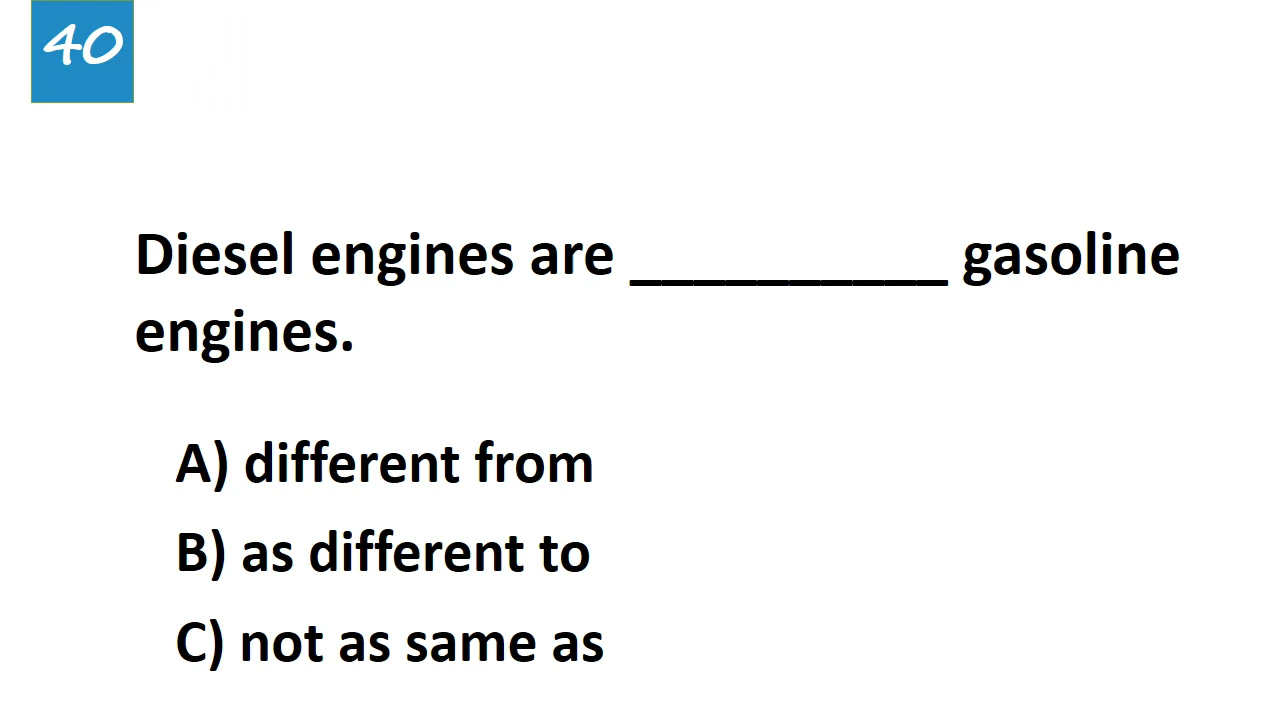 40
Diesel engines are __________ gasoline
engines.
A) different from
B) as different to
C) not as same as